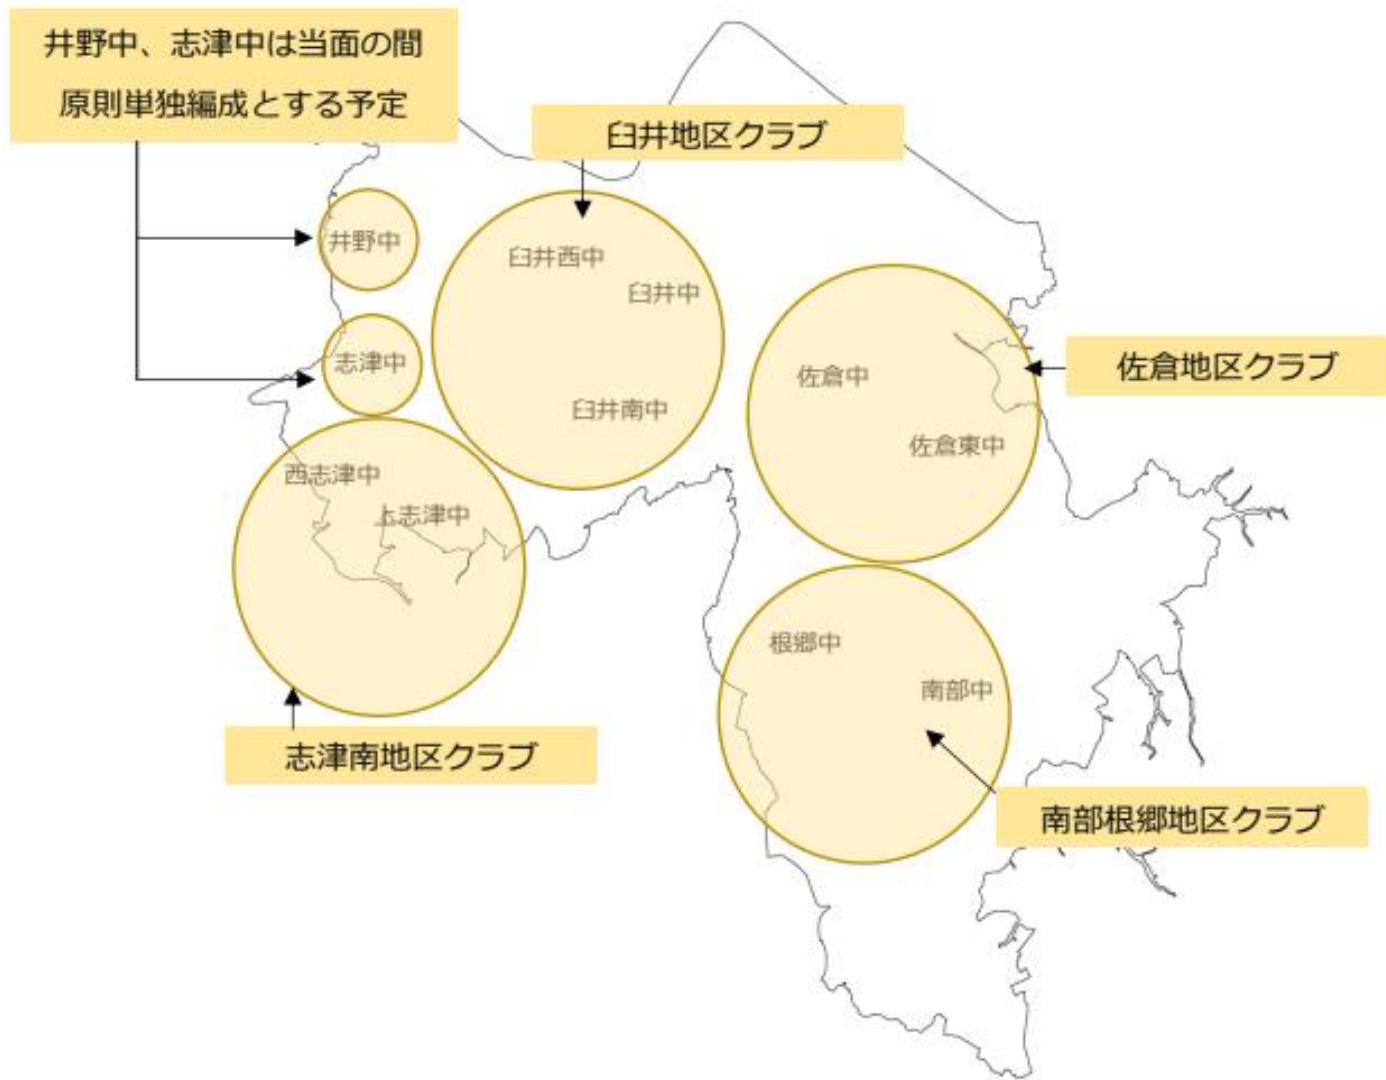 井野中、志津中は当面の間
原則単独編成とする予定
臼井地区クラブ
井野中
臼井西中
臼井中
志津中
佐倉中
佐倉地区クラブ
臼井南中
佐倉東中
西志津中
上志津中
根郷中
南部中
志津南地区クラブ
南部根郷地区クラブ